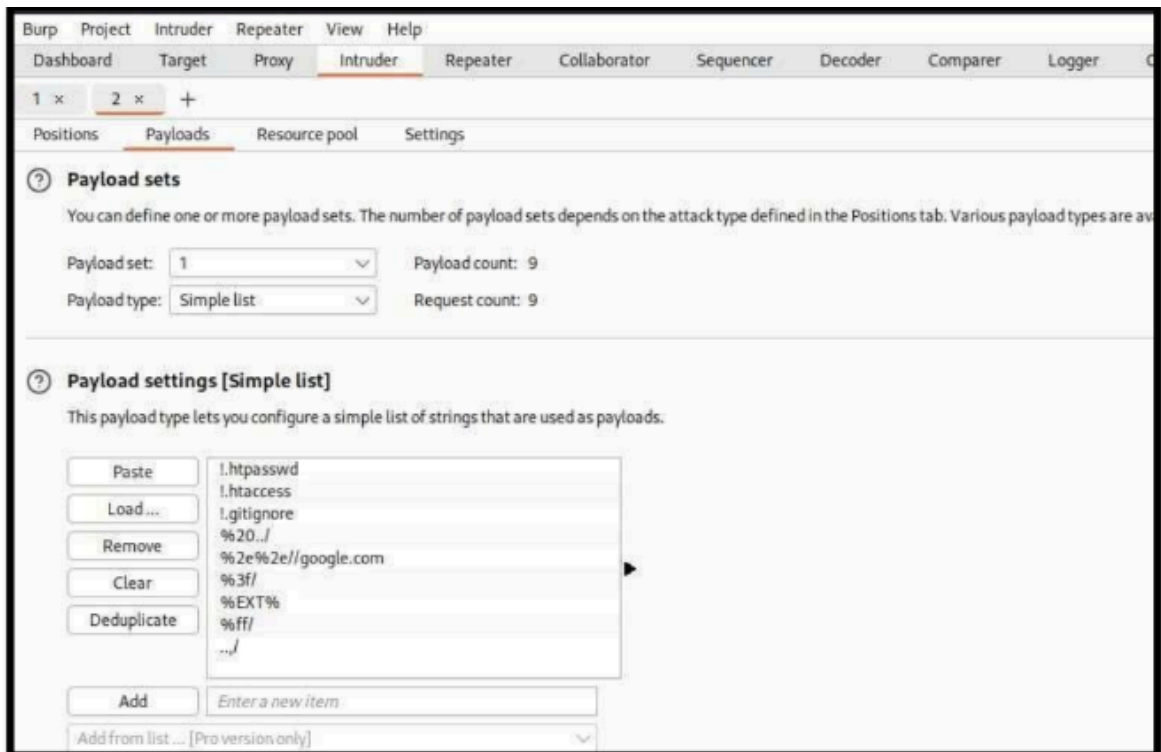 Burp Project Intruder Repeater View Help
Dashboard Target Proxy Intruder Repeater Collaborator Sequencer Decoder Comparer Logger
1 × 2 × +
Positions Payloads Resource pool Settings
? Payload sets
You can define one or more payload sets. The number of payload sets depends on the attack type defined in the Positions tab. Various payload types are
Payload set: 1 Payload count: 9
Payload type: Simple list Request count: 9
? Payload settings [Simple list]
This payload type lets you configure a simple list of strings that are used as payloads.
Paste
Load ...
Remove
Clear
Deduplicate
!.htpasswd
!.htaccess
!.gitignore
%20../
%2e%2e//google.com
%3f/
%EXT%
%ff/
..,/
Add Enter a new item
Add from list ... [Pro version only]